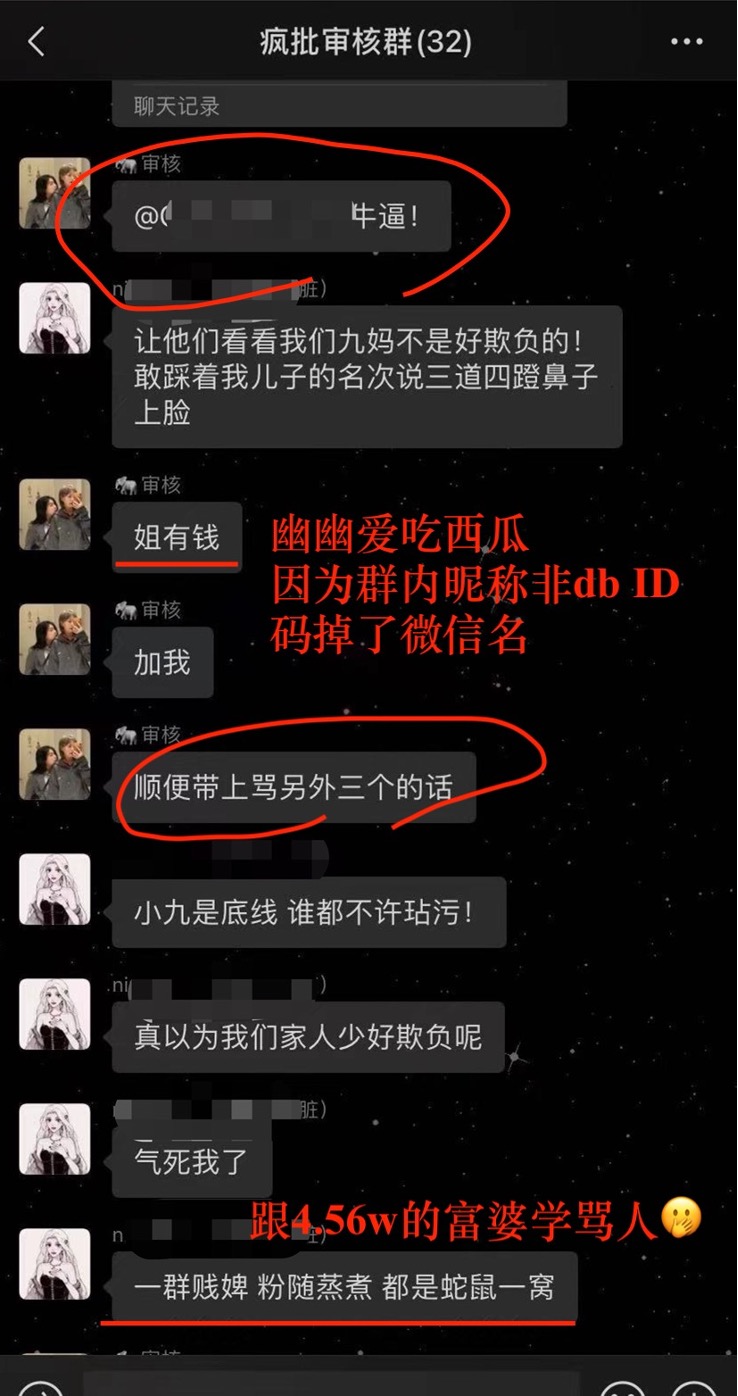 疯批审核群(32)
聊天记录
审核
@
牛逼！
脏）
让他们看看我们九妈不是好欺负的！
敢踩着我儿子的名次说三道四蹬鼻子
上脸
审核
姐有钱
幽幽爱吃西瓜
因为群内昵称非db ID
码掉了微信名
审核
加我
审核
顺便带上骂另外三个的话
小九是底线 谁都不许玷污！
ni
真以为我们家人少好欺负呢
脏）
气死我了
跟4.56w的富婆学骂人
n
一群贱婢 粉随蒸煮 都是蛇鼠一窝
审核